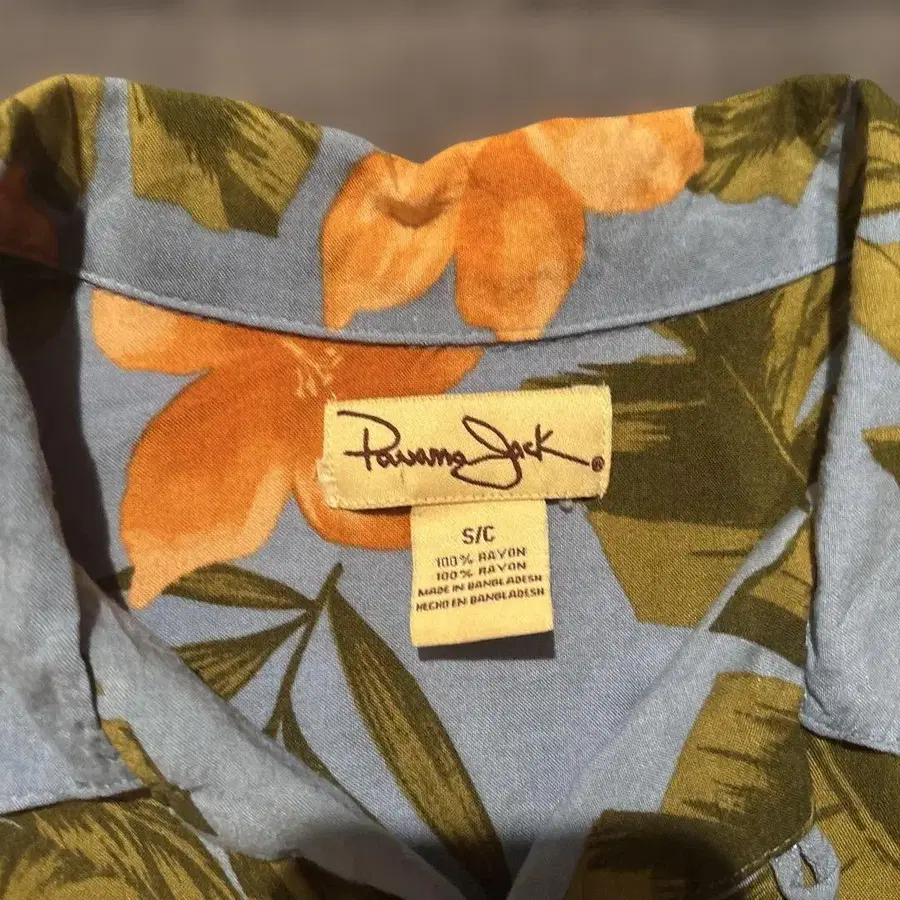 Panama Jack ®
S/C
100% RAYON
100% RAYON
MADE IN BANGLADESH
HECHO EN BANGLADESH